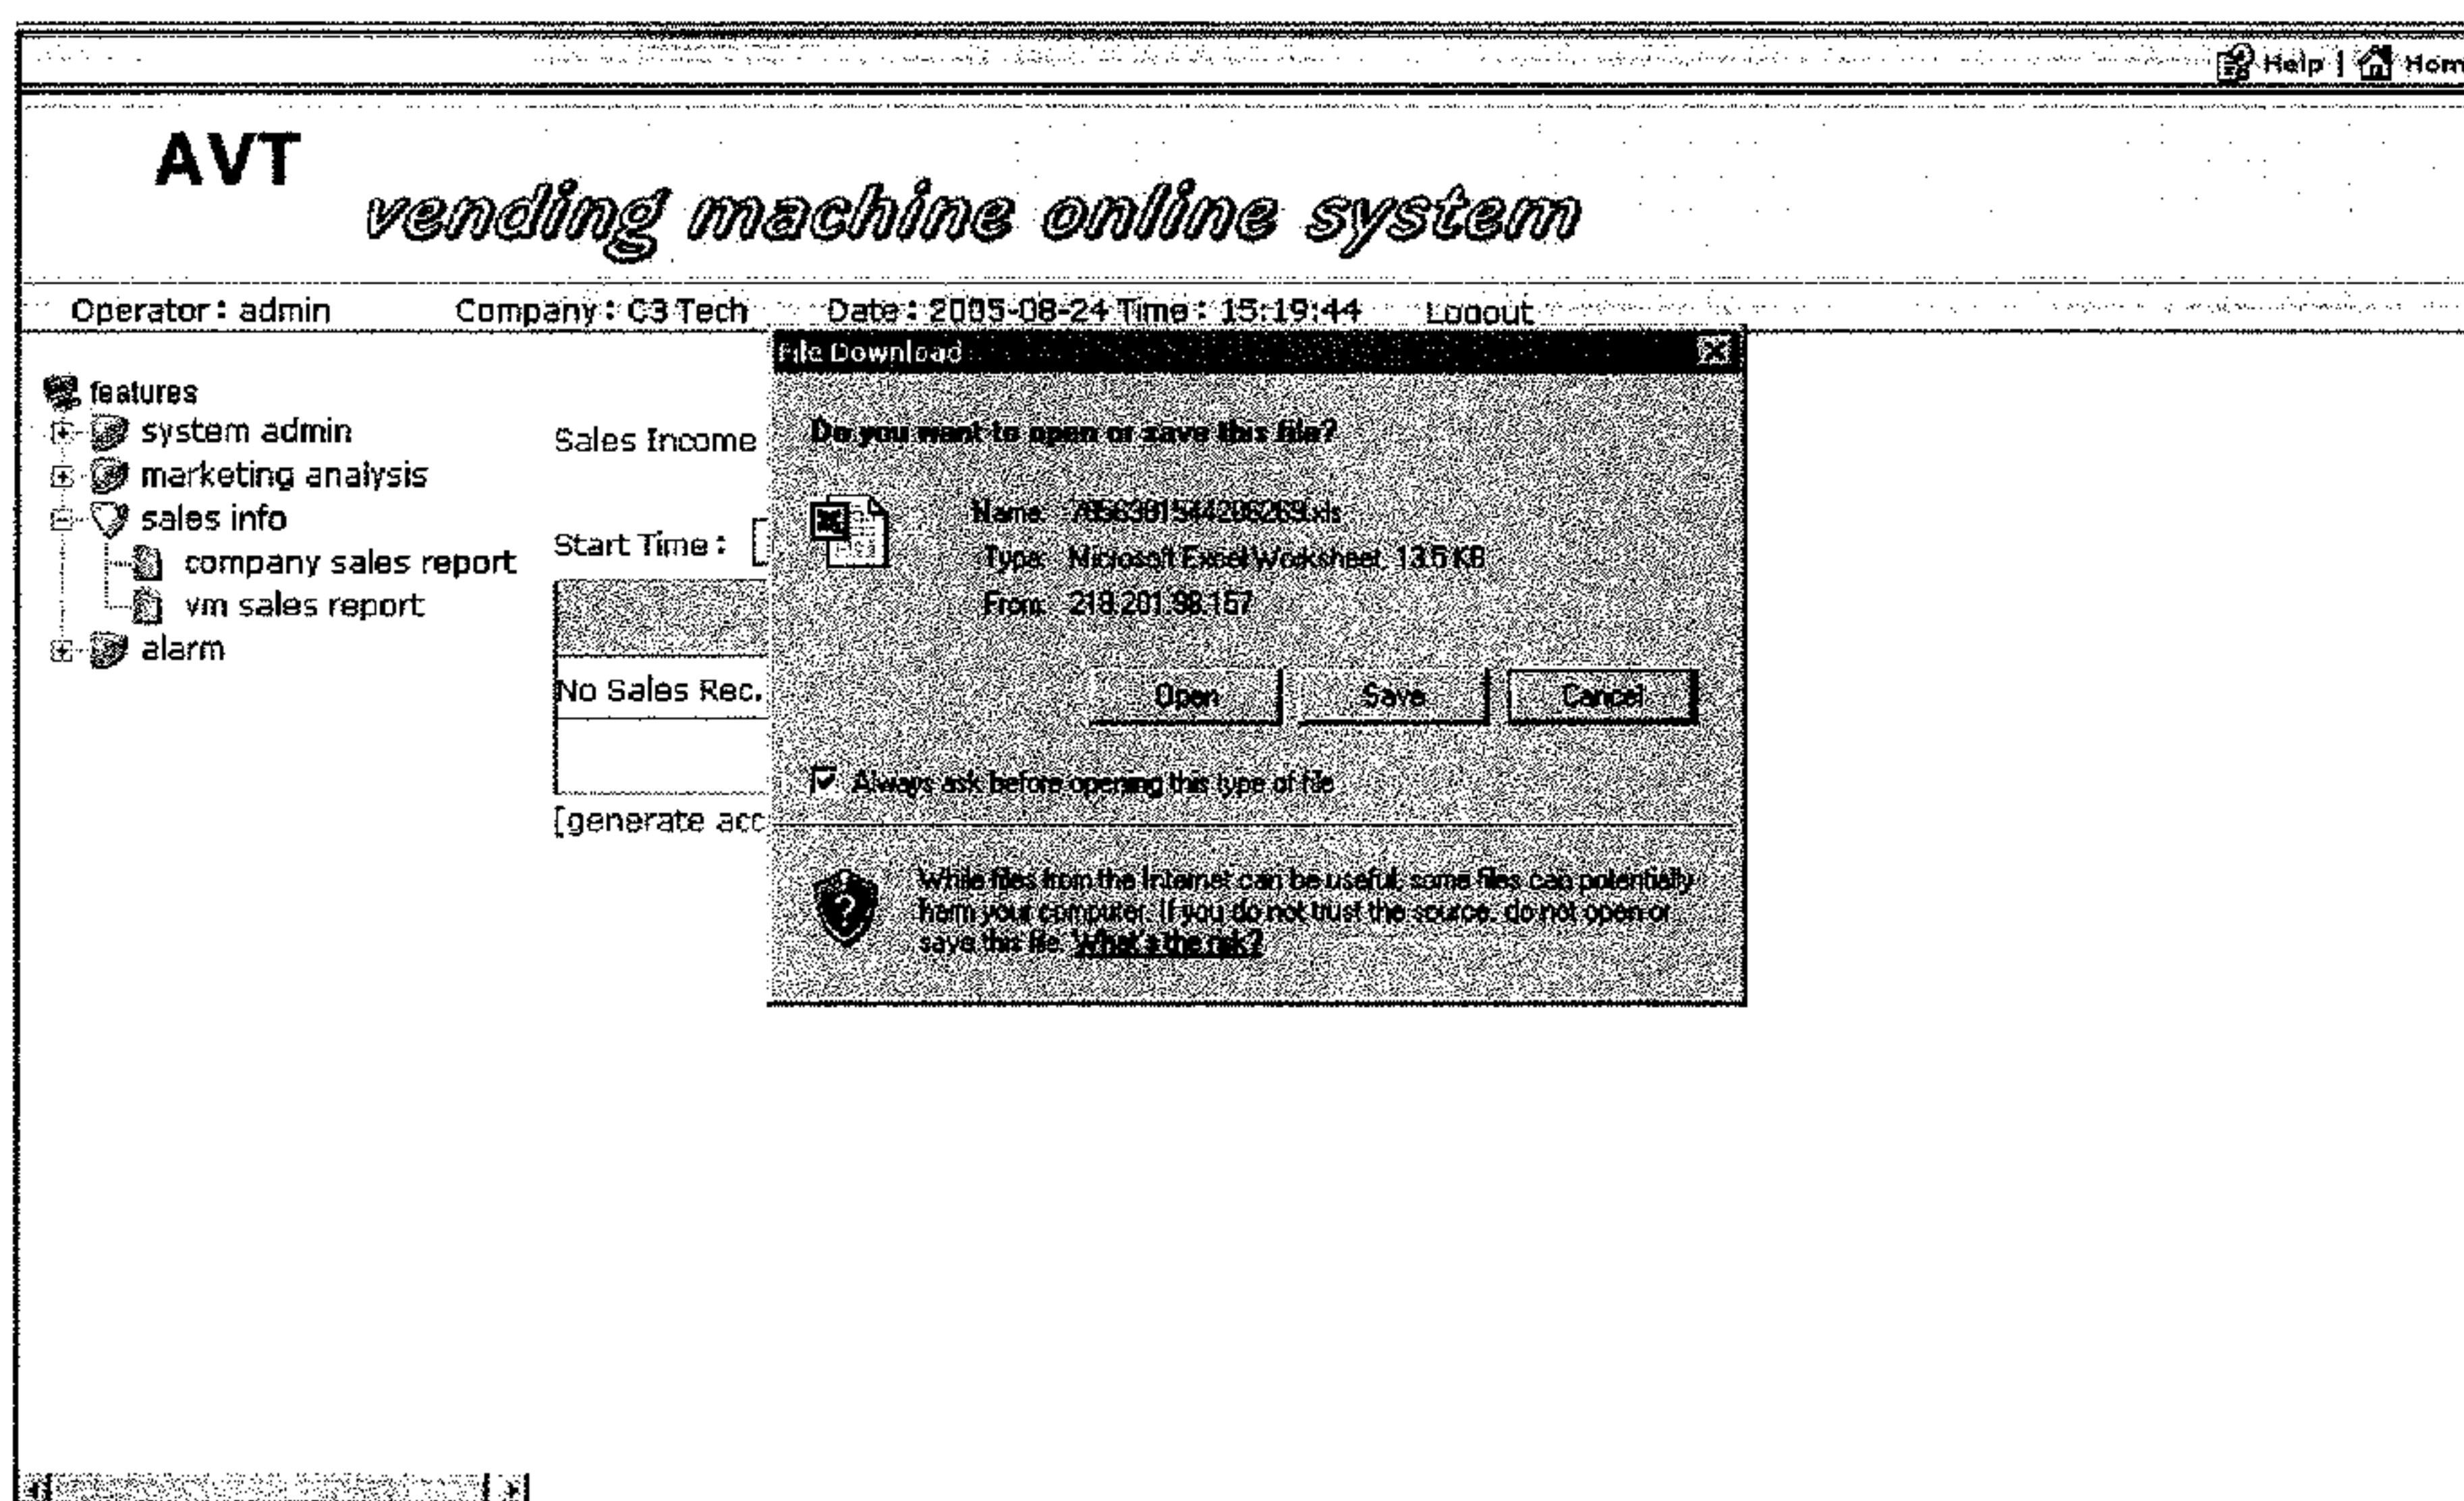 Help | Hom
AVT
vending machine online system
Operator: admin Company: C3 Tech Date: 2005-08-24 Time: 15:19:44 Logout
features
system admin
marketing analysis
sales info
company sales report
vm sales report
alarm
Sales Income
Start Time:
No Sales Rec.
[generate acc
File Download
Do you want to open or save this file?
Name:
Type: Microsoft Excel Worksheet, 13.5 KB
From: 218.201.98.157
Open Save Cancel
Always ask before opening this type of file
While files from the Internet can be useful, some files can potentially
harm your computer. If you do not trust the source, do not open or
save this file. What's the risk?